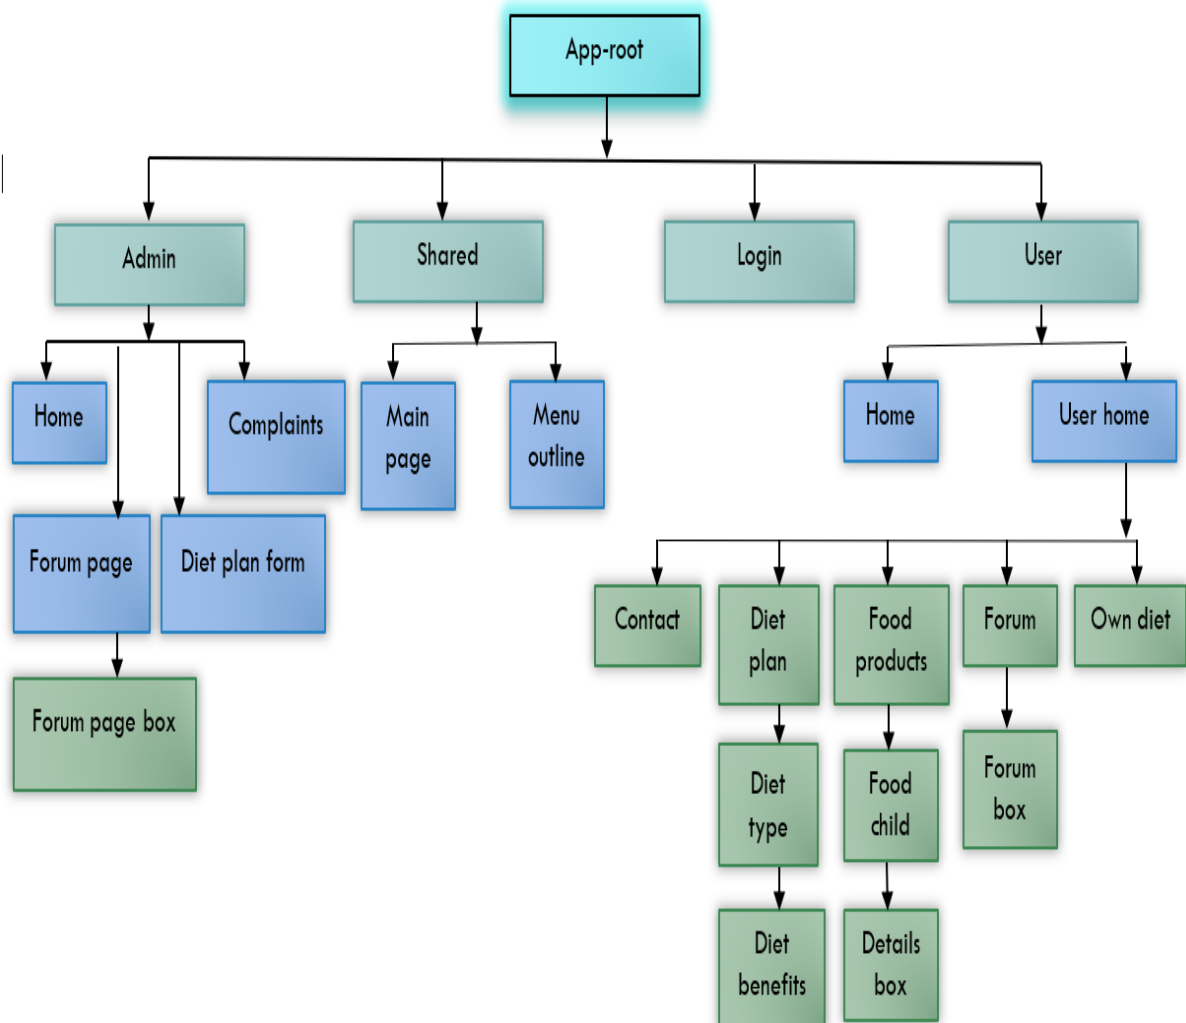 App-root
Admin
Shared
Login
User
Home
Complaints
Main
page
Menu
outline
Home
User home
Forum page
Diet plan form
Contact
Diet
plan
Food
products
Forum
Own diet
Forum page box
Diet
type
Food
child
Forum
box
Diet
benefits
Details
box